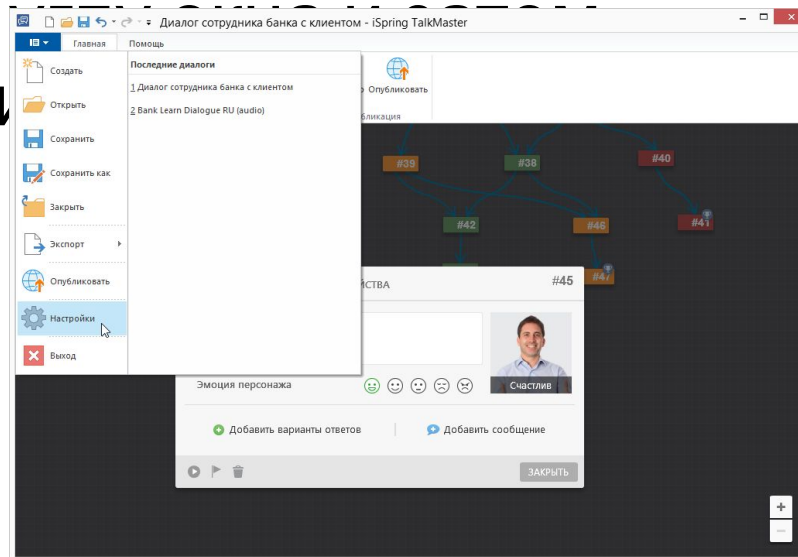 Диалог сотрудника банка с клиентом - iSpring TalkMaster
Главная Помощь
Создать
Открыть
Сохранить
Сохранить как
Закрыть
Экспорт
Опубликовать
Настройки
Выход
Последние диалоги
1 Диалог сотрудника банка с клиентом
2 Bank Learn Dialogue RU (audio)
Опубликовать
#39
#38
#40
#42
#46
#41
#47
#45
Эмоция персонажа
Счастлив
Добавить варианты ответов
Добавить сообщение
ЗАКРЫТЬ